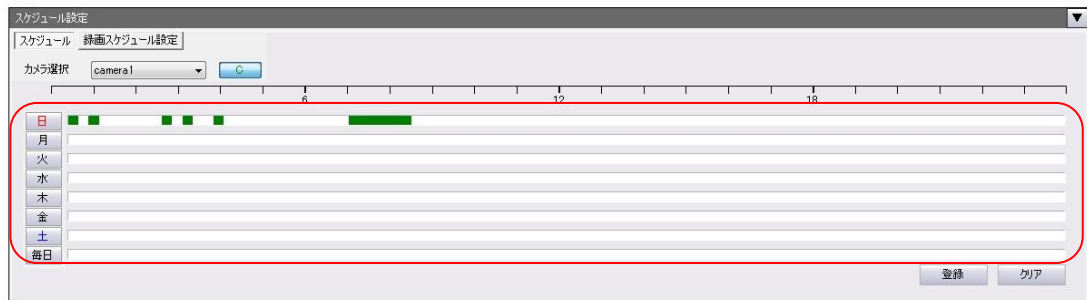 スケジュール設定
スケジュール 録画スケジュール設定
カメラ選択 camera1 C
6 12 18
日
月
火
水
木
金
土
毎日
登録 クリア